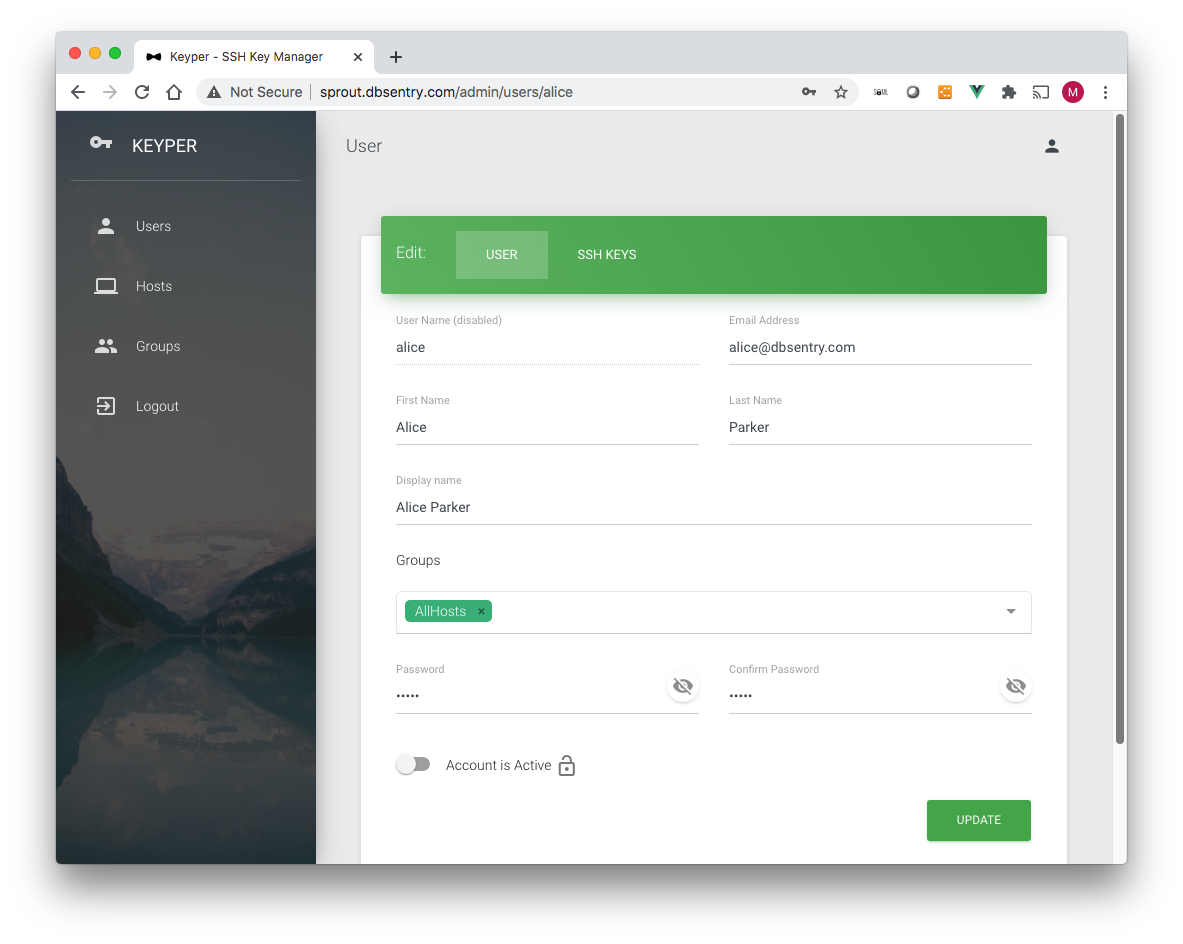 Keyper - SSH Key Manager
Not Secure sprout.dbsentry.com/admin/users/alice
M
KEYPER
Users
Hosts
Groups
Logout
User
Edit: USER SSH KEYS
User Name (disabled) Email Address
alice alice@dbsentry.com
First Name Last Name
Alice Parker
Display name
Alice Parker
Groups
AllHosts ×
Password Confirm Password
••••• •••••
Account is Active
UPDATE